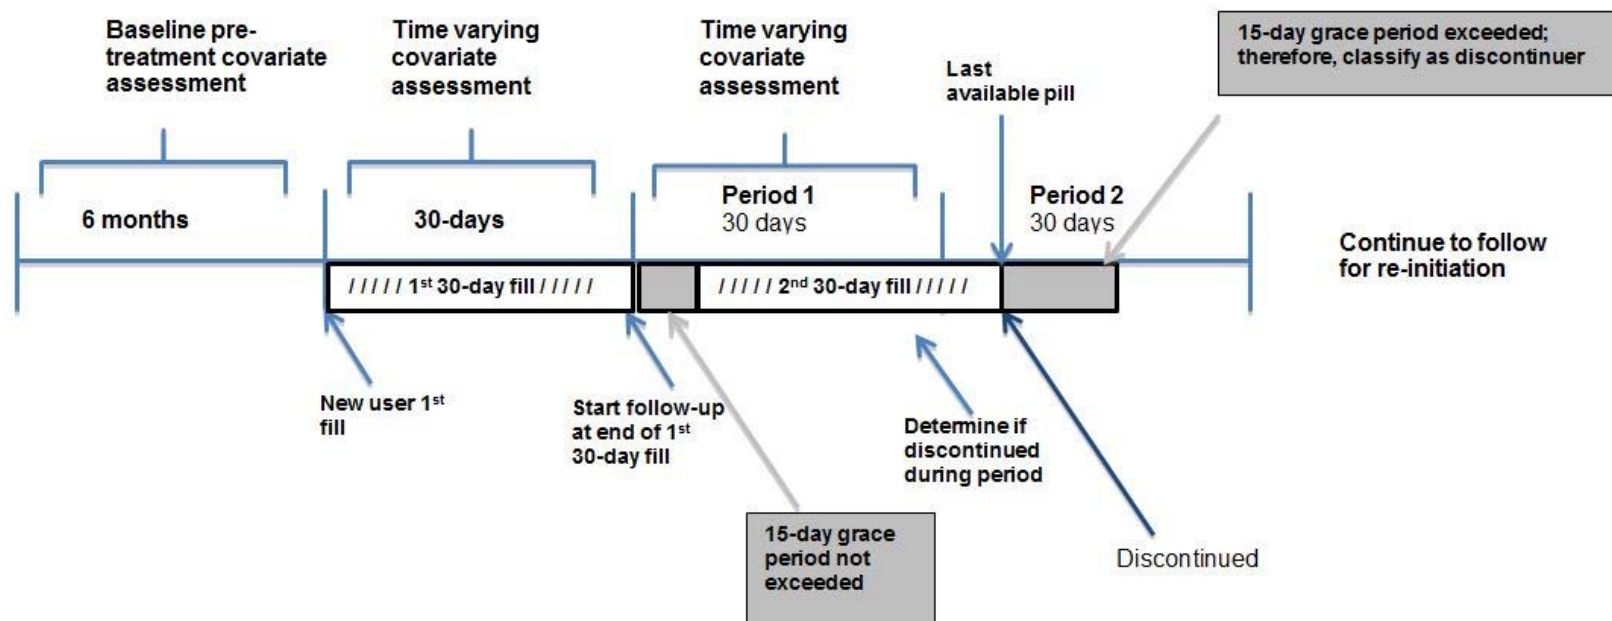 Baseline pre-
treatment covariate
assessment
Time varying
covariate
assessment
Time varying
covariate
assessment
Last
available pill
15-day grace period exceeded;
therefore, classify as discontinuer
6 months
30-days
Period 1
30 days
Period 2
30 days
Continue to follow
for re-initiation
/ / / / / 1st 30-day fill / / / / /
/ / / / / 2nd 30-day fill / / / / /
New user 1st
fill
Start follow-up
at end of 1st
30-day fill
Determine if
discontinued
during period
15-day grace
period not
exceeded
Discontinued